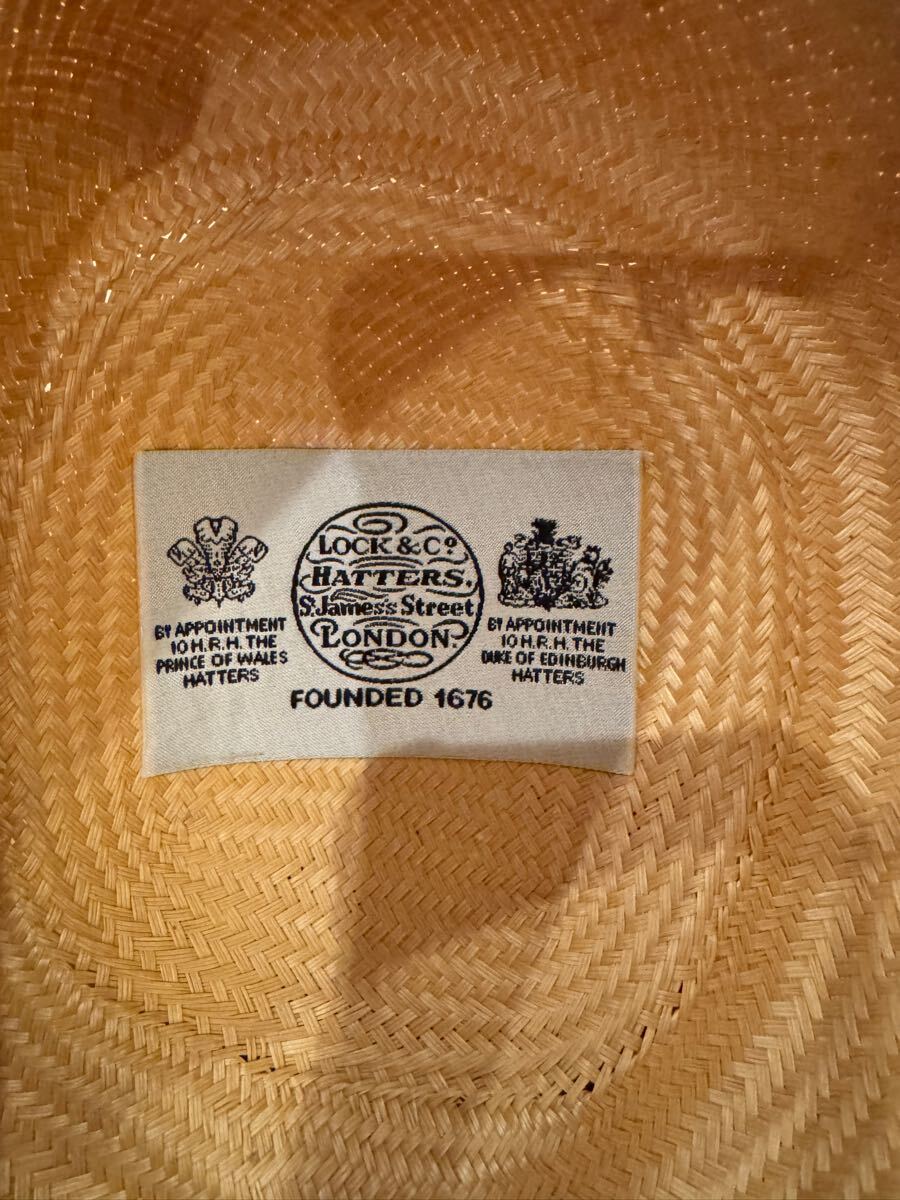 LOCK & Cº
HATTERS,
St. James's Street
LONDON.
FOUNDED 1676
BY APPOINTMENT
TO H.R.H. THE
PRINCE OF WALES
HATTERS
BY APPOINTMENT
TO H.R.H. THE
DUKE OF EDINBURGH
HATTERS